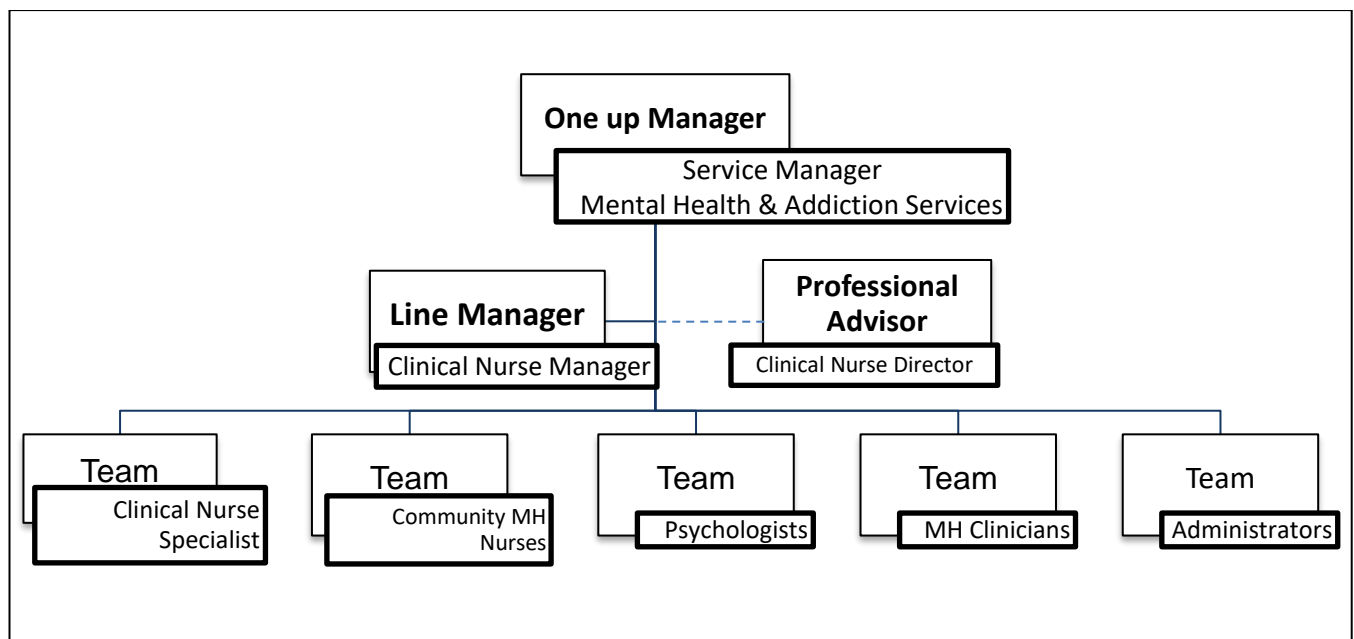 One up Manager
Service Manager
Mental Health & Addiction Services
Line Manager
Clinical Nurse Manager
Professional
Advisor
Clinical Nurse Director
Team
Clinical Nurse
Specialist
Team
Community MH
Nurses
Team
Psychologists
Team
MH Clinicians
Team
Administrators